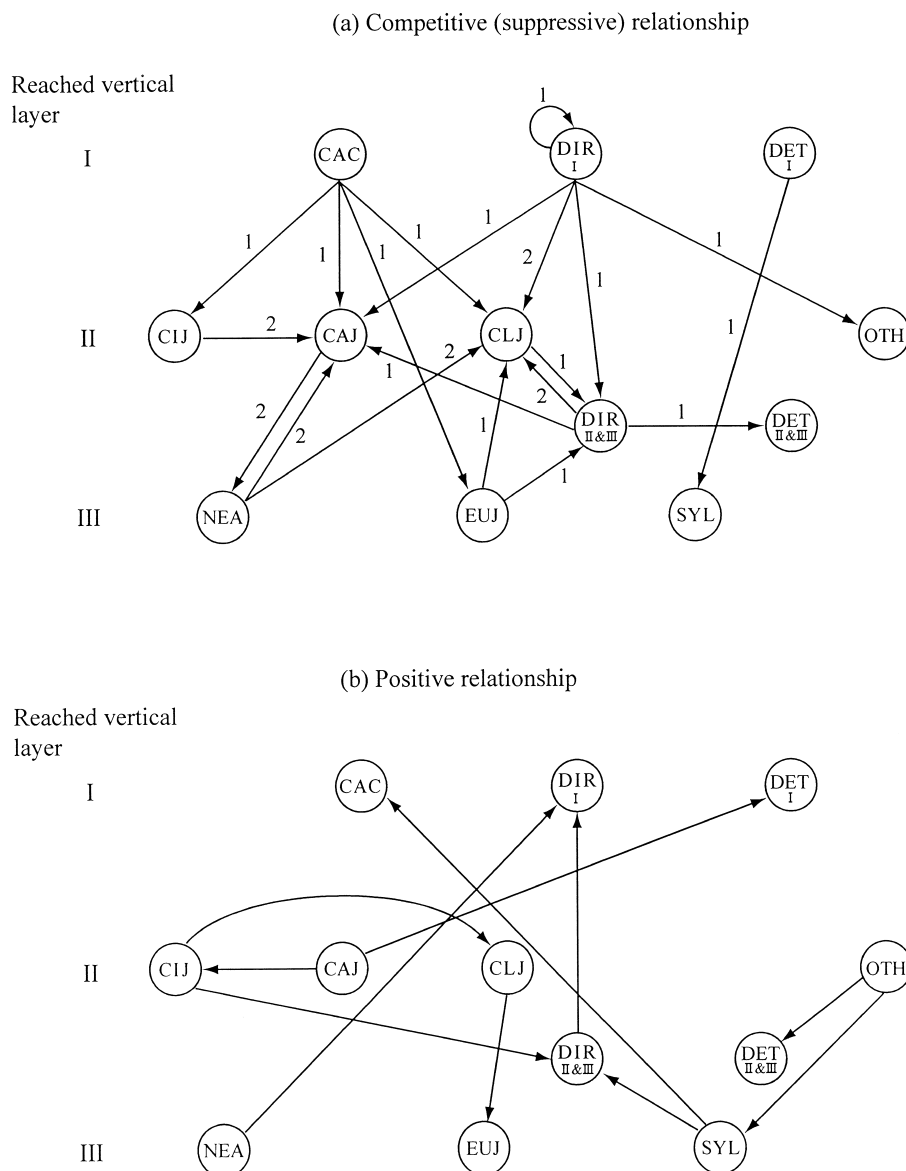 (a) Competitive (suppressive) relationship
Reached vertical
layer
I
CAC
1
DIR
I
DET
I
1
1
1
1
1
2
1
1
1
II
CIJ
2
CAJ
CLJ
OTH
2
1
1
2
DIR
II&III
1
DET
II&III
2
2
1
1
III
NEA
EUJ
SYL
(b) Positive relationship
Reached vertical
layer
I
CAC
DIR
I
DET
I
II
CIJ
CAJ
CLJ
OTH
DIR
II&III
DET
II&III
III
NEA
EUJ
SYL